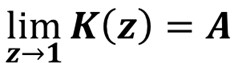 lim K(z) = A
z→1